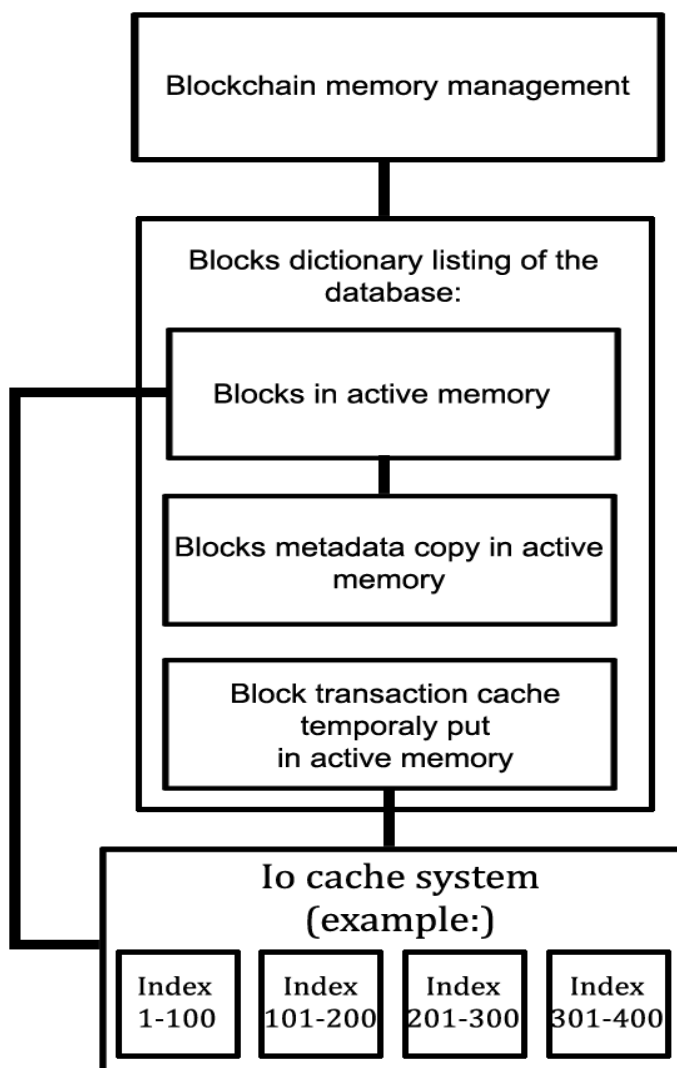 Blockchain memory management
Blocks dictionary listing of the
database:
Blocks in active memory
Blocks metadata copy in active
memory
Block transaction cache
temporaly put
in active memory
Io cache system
(example:)
Index
1-100
Index
101-200
Index
201-300
Index
301-400